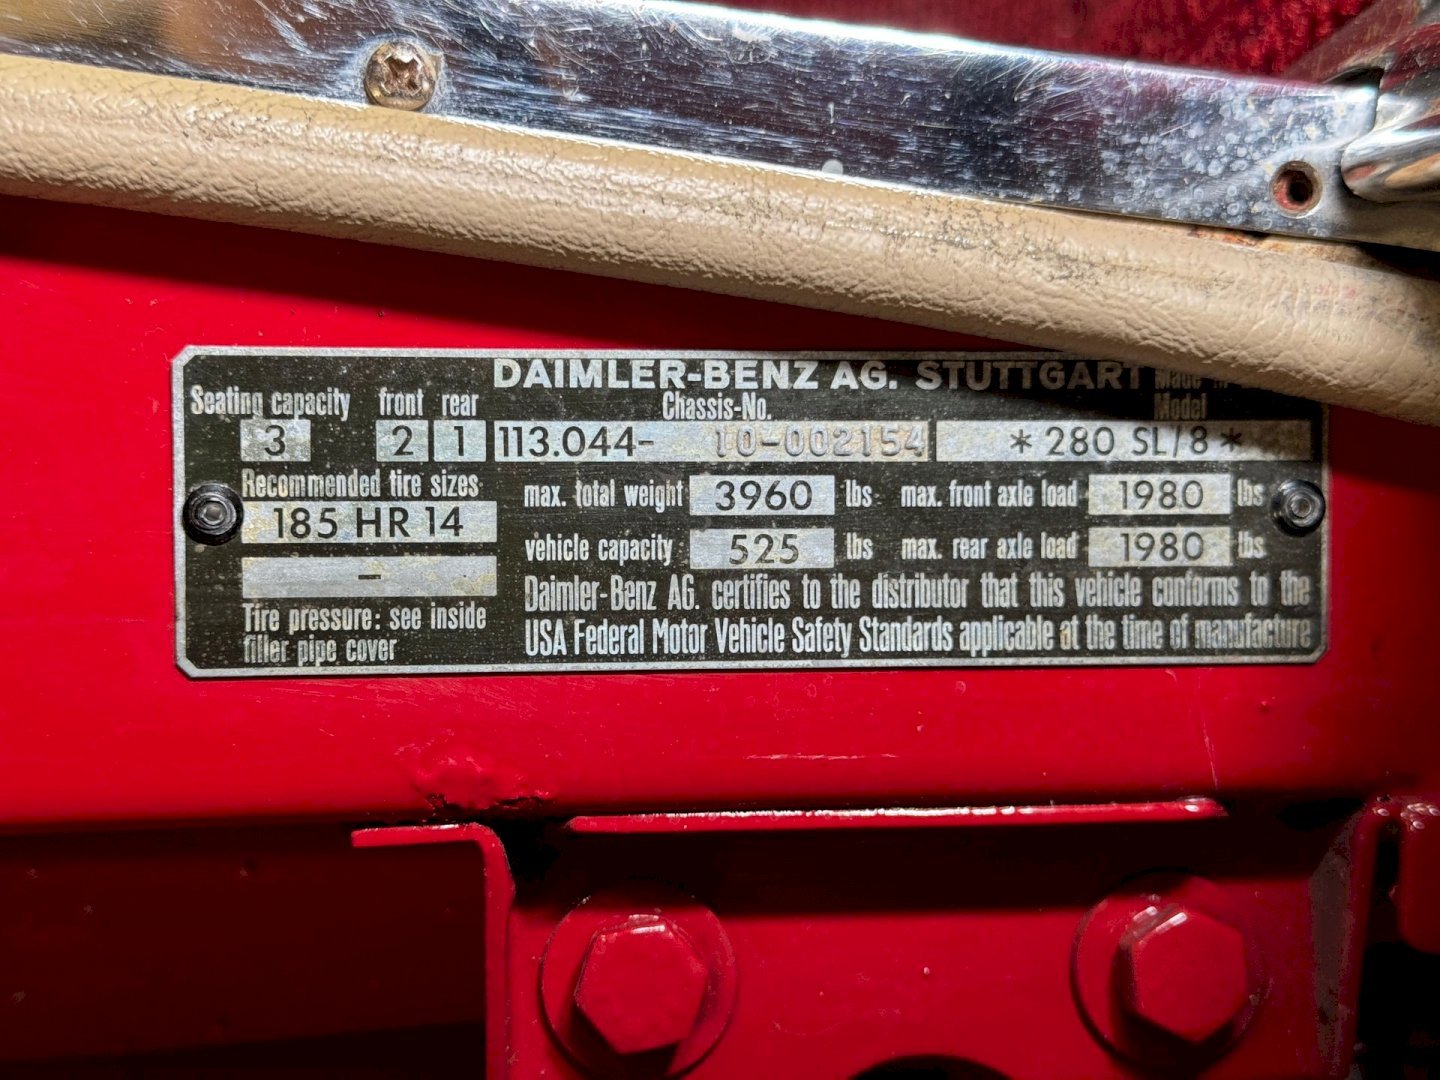 DAIMLER-BENZ AG. STUTTGART Made in
Seating capacity front rear Chassis-No. Model
3 2 1 113.044- 10-002154 * 280 SL/8 *
Recommended tire sizes max. total weight 3960 lbs max. front axle load 1980 lbs
185 HR 14
vehicle capacity 525 lbs max. rear axle load 1980 lbs
-
Daimler-Benz AG. certifies to the distributor that this vehicle conforms to the
Tire pressure: see inside
USA Federal Motor Vehicle Safety Standards applicable at the time of manufacture
filler pipe cover